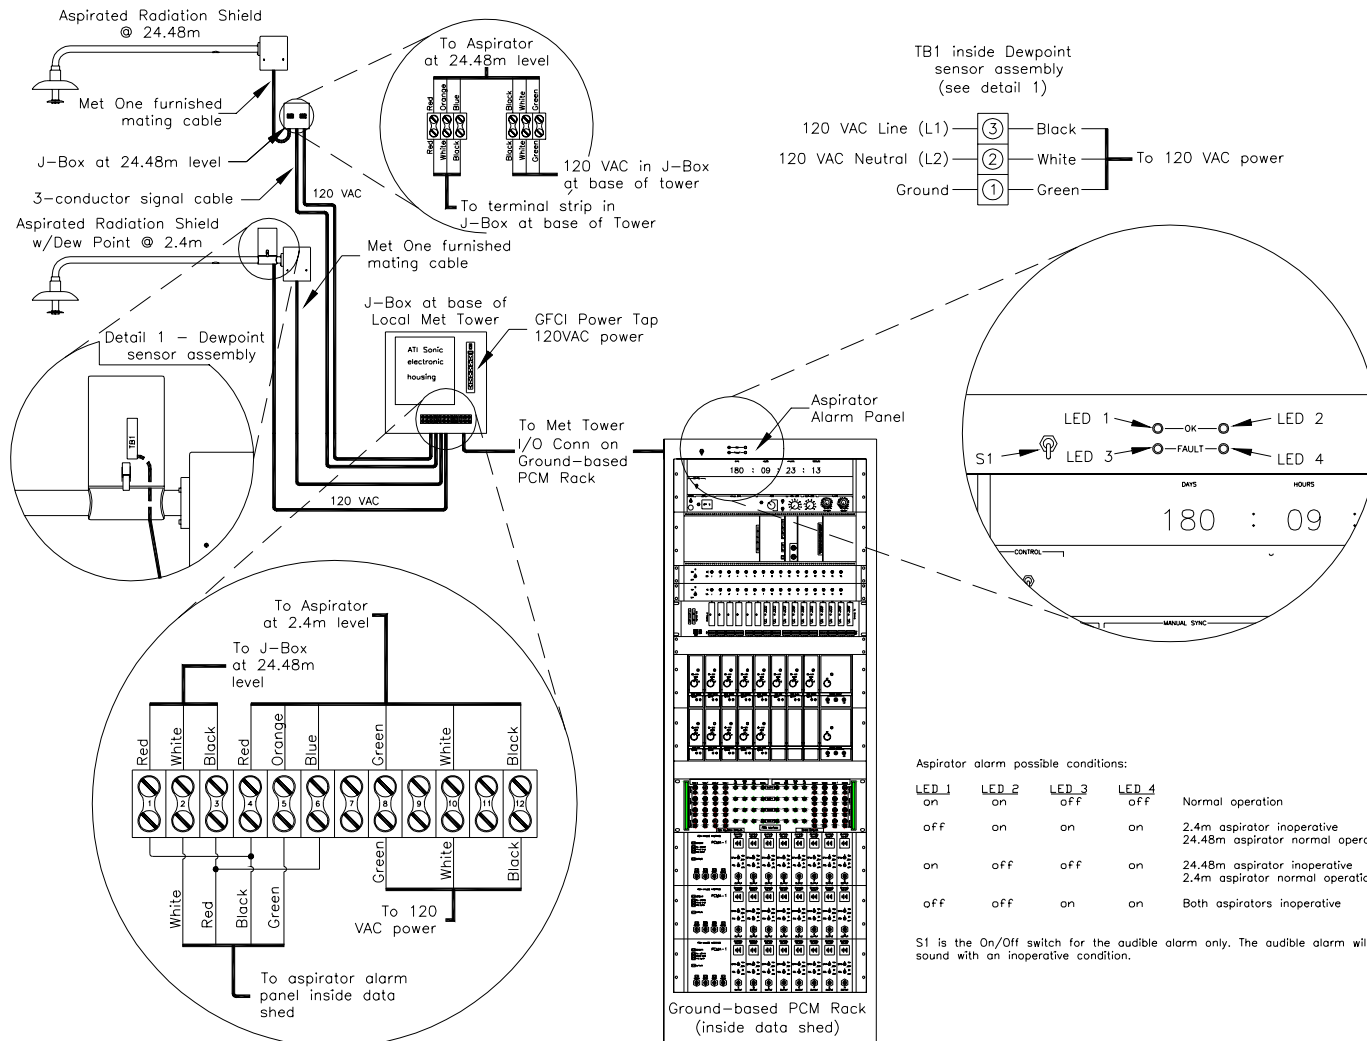 Aspirated Radiation Shield
@ 24.48m
Met One furnished
mating cable
J-Box at 24.48m level
3-conductor signal cable
120 VAC
Aspirated Radiation Shield
w/Dew Point @ 2.4m
Met One furnished
mating cable
To Aspirator
at 24.48m level
Red
Orange
Blue
Black
White
Green
Red
White
Black
Black
White
Green
120 VAC in J-Box
at base of tower
To terminal strip in
J-Box at base of Tower
TB1 inside Dewpoint
sensor assembly
(see detail 1)
120 VAC Line (L1) 3 Black
120 VAC Neutral (L2) 2 White
Ground 1 Green
To 120 VAC power
Detail 1 - Dewpoint
sensor assembly
TB1
J-Box at base of
Local Met Tower
GFCI Power Tap
120VAC power
ATI Sonic
electronic
housing
120 VAC
To Met Tower
I/O Conn on
Ground-based
PCM Rack
Aspirator
Alarm Panel
180 : 09 : 23 : 13
LED 1 OK LED 2
S1 LED 3 FAULT LED 4
DAYS HOURS
180 : 09 :
CONTROL
MANUAL SYNC
To Aspirator
at 2.4m level
To J-Box
at 24.48m
level
Red
White
Black
Red
Orange
Blue
Green
White
Black
1 2 3 4 5 6 7 8 9 10 11 12
White
Red
Black
Green
Green
White
Black
To 120
VAC power
To aspirator alarm
panel inside data
shed
Ground-based PCM Rack
(inside data shed)
Aspirator alarm possible conditions:
LED 1 LED 2 LED 3 LED 4
on on off off Normal operation
off on on on 2.4m aspirator inoperative
24.48m aspirator normal opera
on off off on 24.48m aspirator inoperative
2.4m aspirator normal operatio
off off on on Both aspirators inoperative
S1 is the On/Off switch for the audible alarm only. The audible alarm wil
sound with an inoperative condition.